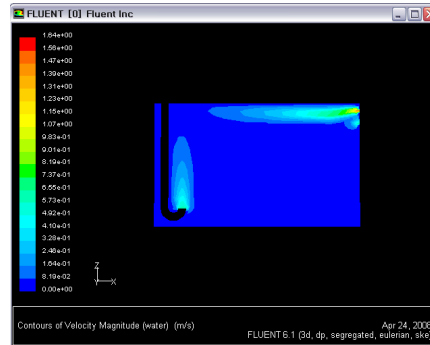 FLUENT [0] Fluent Inc
1.64e+00
1.56e+00
1.47e+00
1.39e+00
1.31e+00
1.23e+00
1.15e+00
1.07e+00
9.83e-01
9.01e-01
8.19e-01
7.37e-01
6.55e-01
5.73e-01
4.92e-01
4.10e-01
3.28e-01
2.46e-01
1.64e-01
8.19e-02
0.00e+00
Z
Y
X
Contours of Velocity Magnitude (water) (m/s)
Apr 24, 2008
FLUENT 6.1 (3d, dp, segregated, eulerian, ske)